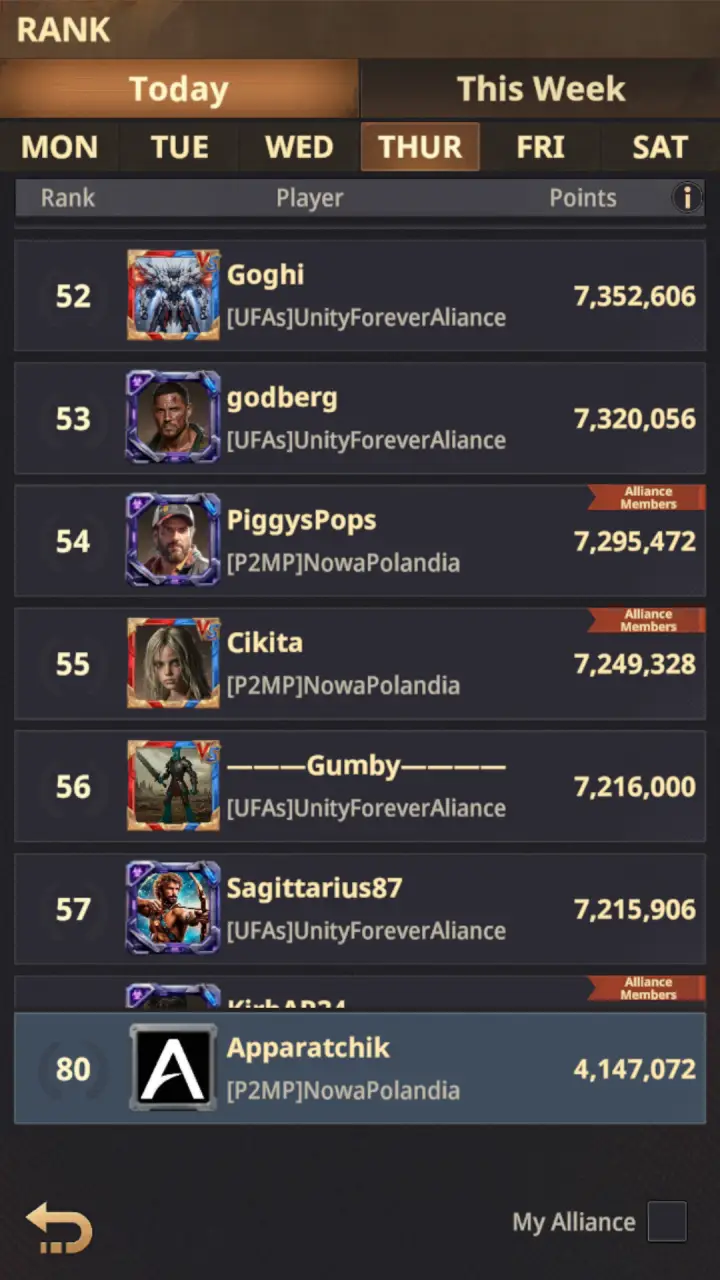 RANK
Today
This Week
MON TUE WED THUR FRI SAT
Rank Player Points
52 Goghi 7,352,606
[UFAs]UnityForeverAliance
53 godberg 7,320,056
[UFAs]UnityForeverAliance
Alliance
Members
54 PiggysPops 7,295,472
[P2MP]NowaPolandia
Alliance
Members
55 Cikita 7,249,328
[P2MP]NowaPolandia
56 ———Gumby———— 7,216,000
[UFAs]UnityForeverAliance
57 Sagittarius87 7,215,906
[UFAs]UnityForeverAliance
Alliance
Members
80 Apparatchik 4,147,072
[P2MP]NowaPolandia
My Alliance